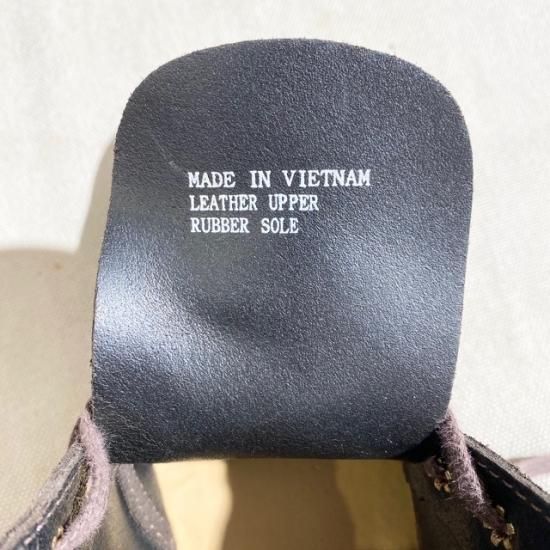 MADE IN VIETNAM
LEATHER UPPER
RUBBER SOLE